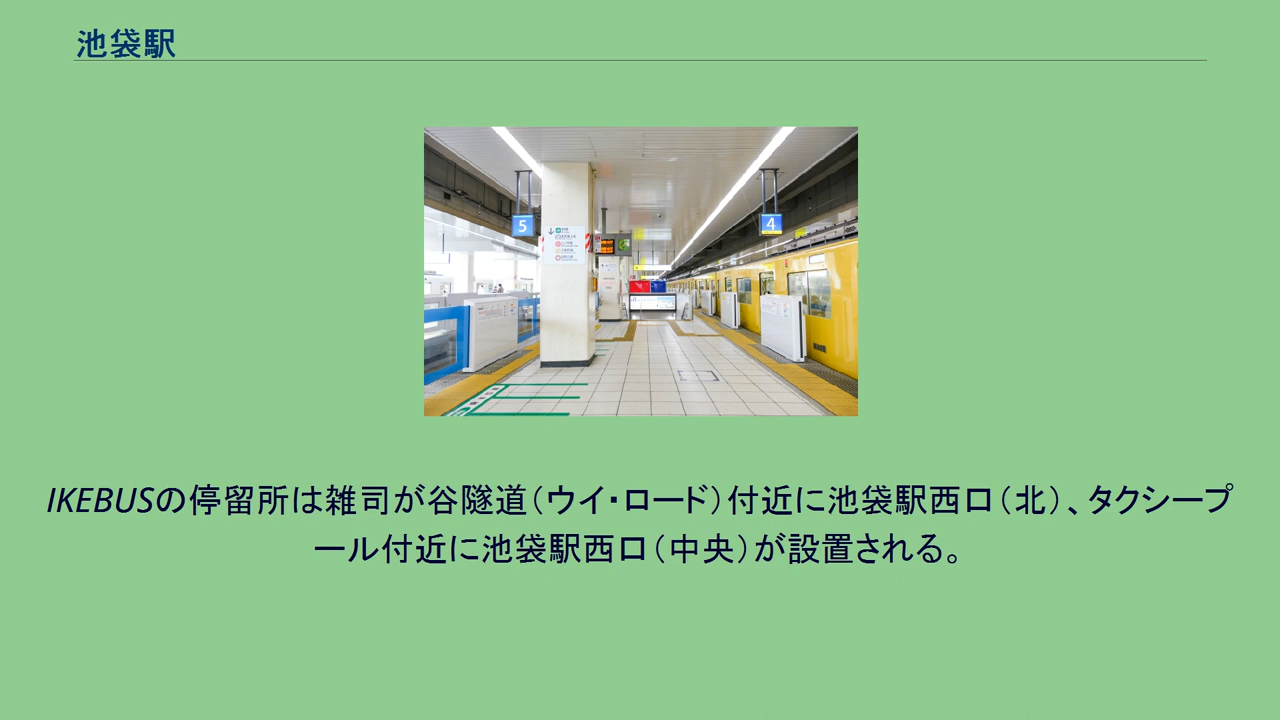 池袋駅
5
4
IKEBUSの停留所は雑司が谷隧道（ウイ・ロード）付近に池袋駅西口（北）、タクシープ
ール付近に池袋駅西口（中央）が設置される。